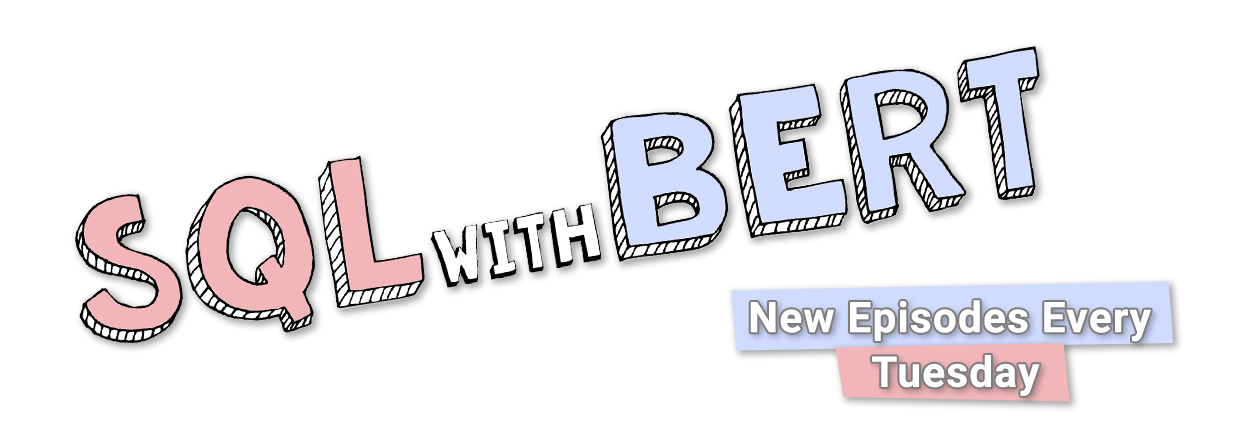 SQL WITH BERT
New Episodes Every
Tuesday